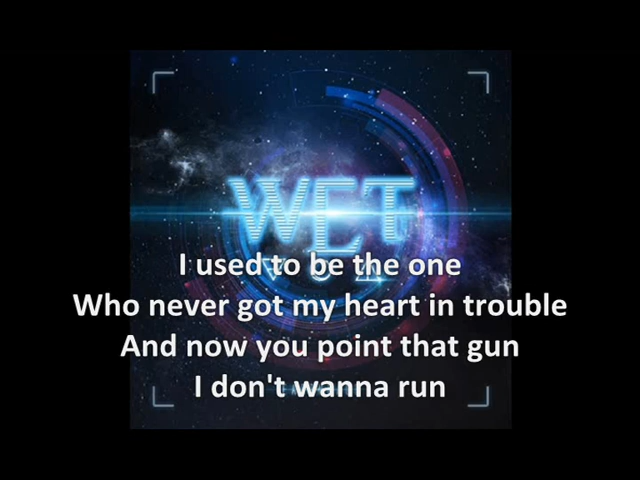 WET
I used to be the one
Who never got my heart in trouble
And now you point that gun
I don't wanna run